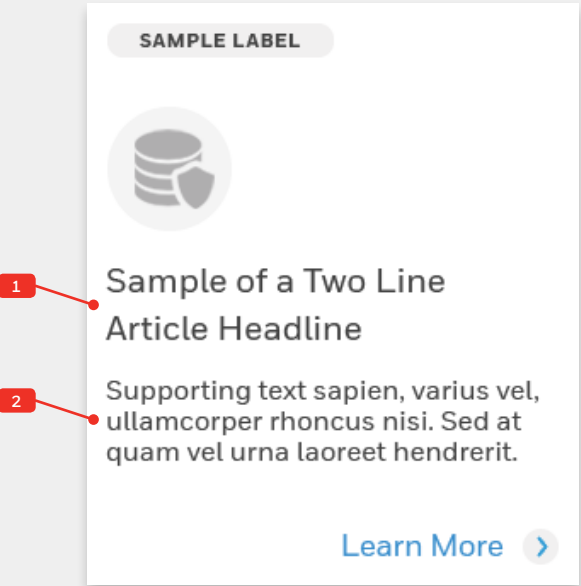 SAMPLE LABEL
1
Sample of a Two Line
Article Headline
2
Supporting text sapien, varius vel,
ullamcorper rhoncus nisi. Sed at
quam vel urna laoreet hendrerit.
Learn More